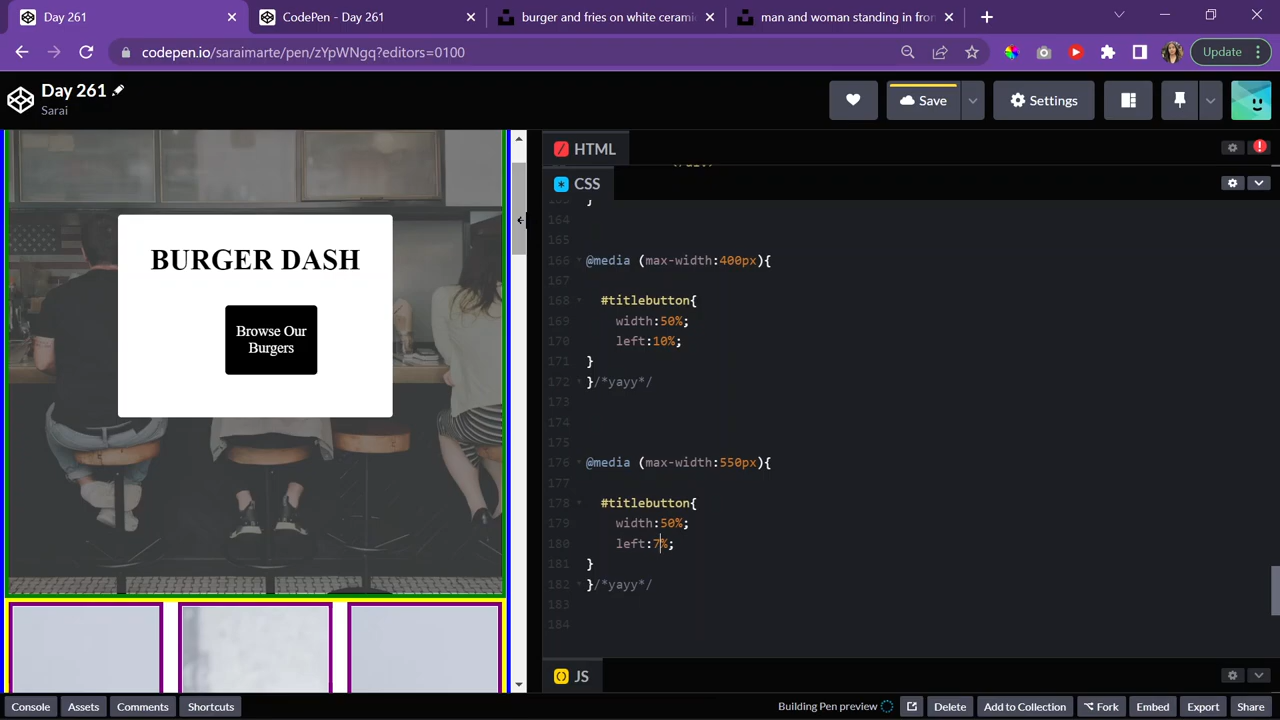 Day 261
CodePen - Day 261
burger and fries on white cerami
man and woman standing in fron
codepen.io/saraimarte/pen/zYpWNgq?editors=0100
Update
Day 261
Sarai
Save
Settings
BURGER DASH
Browse Our
Burgers
HTML
CSS
164
165
166 @media (max-width:400px){
167
168 #titlebutton{
169 width:50%;
170 left:10%;
171 }
172 }/*yayy*/
173
174
175
176 @media (max-width:550px){
177
178 #titlebutton{
179 width:50%;
180 left:7%;
181 }
182 }/*yayy*/
183
184
JS
Console
Assets
Comments
Shortcuts
Building Pen preview
Delete
Add to Collection
Fork
Embed
Export
Share